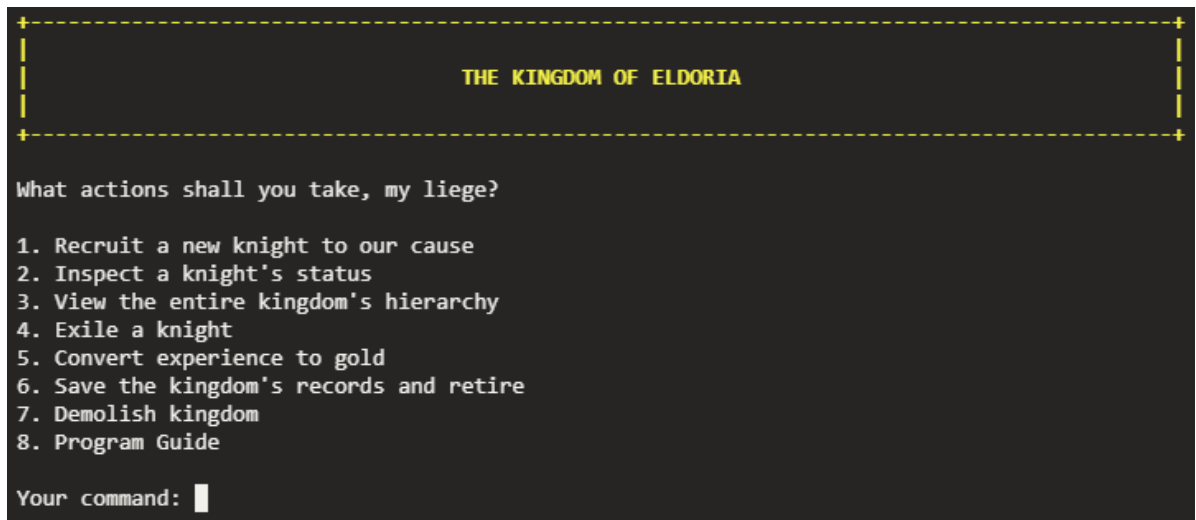 THE KINGDOM OF ELDORIA
What actions shall you take, my liege?
1. Recruit a new knight to our cause
2. Inspect a knight's status
3. View the entire kingdom's hierarchy
4. Exile a knight
5. Convert experience to gold
6. Save the kingdom's records and retire
7. Demolish kingdom
8. Program Guide
Your command: